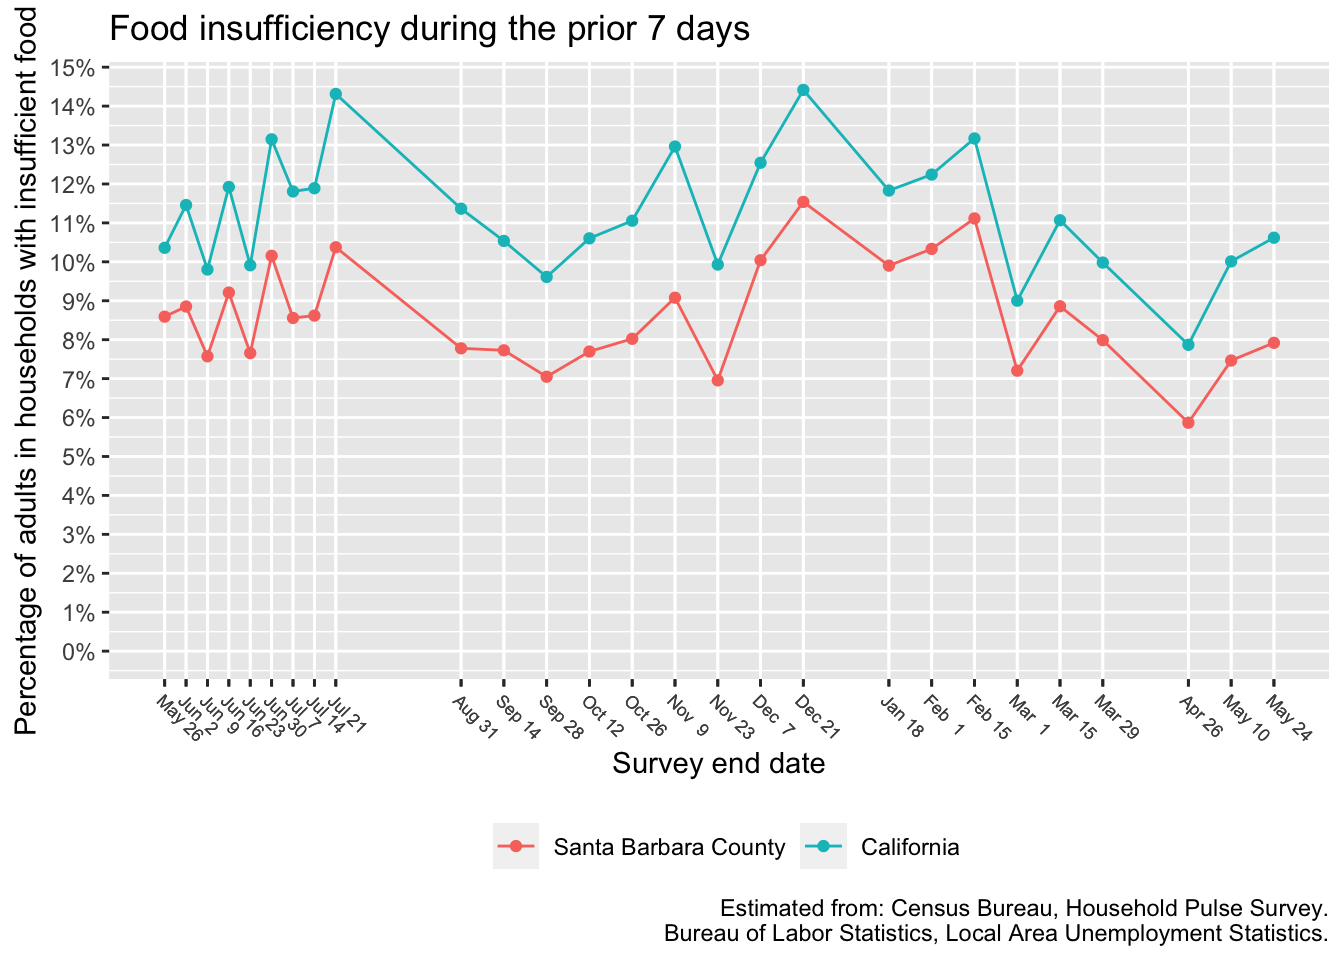 Food insufficiency during the prior 7 days
Percentage of adults in households with insufficient food
15%
14%
13%
12%
11%
10%
9%
8%
7%
6%
5%
4%
3%
2%
1%
0%
May 26
Jun 2
Jun 9
Jun 16
Jun 23
Jun 30
Jul 7
Jul 14
Jul 21
Aug 31
Sep 14
Sep 28
Oct 12
Oct 26
Nov 9
Nov 23
Dec 7
Dec 21
Jan 18
Feb 1
Feb 15
Mar 1
Mar 15
Mar 29
Apr 26
May 10
May 24
Survey end date
Santa Barbara County
California
Estimated from: Census Bureau, Household Pulse Survey.
Bureau of Labor Statistics, Local Area Unemployment Statistics.